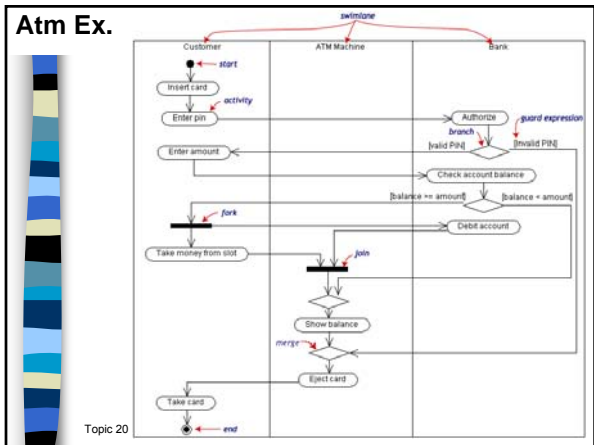 Atm Ex.
swimlane
Customer
ATM Machine
Bank
start
Insert card
activity
Enter pin
Authorize
guard expression
branch
[valid PIN]
[Invalid PIN]
Enter amount
Check account balance
[balance >= amount]
[balance < amount]
fork
Debit account
Take money from slot
join
Show balance
merge
Eject card
Take card
Topic 20
end